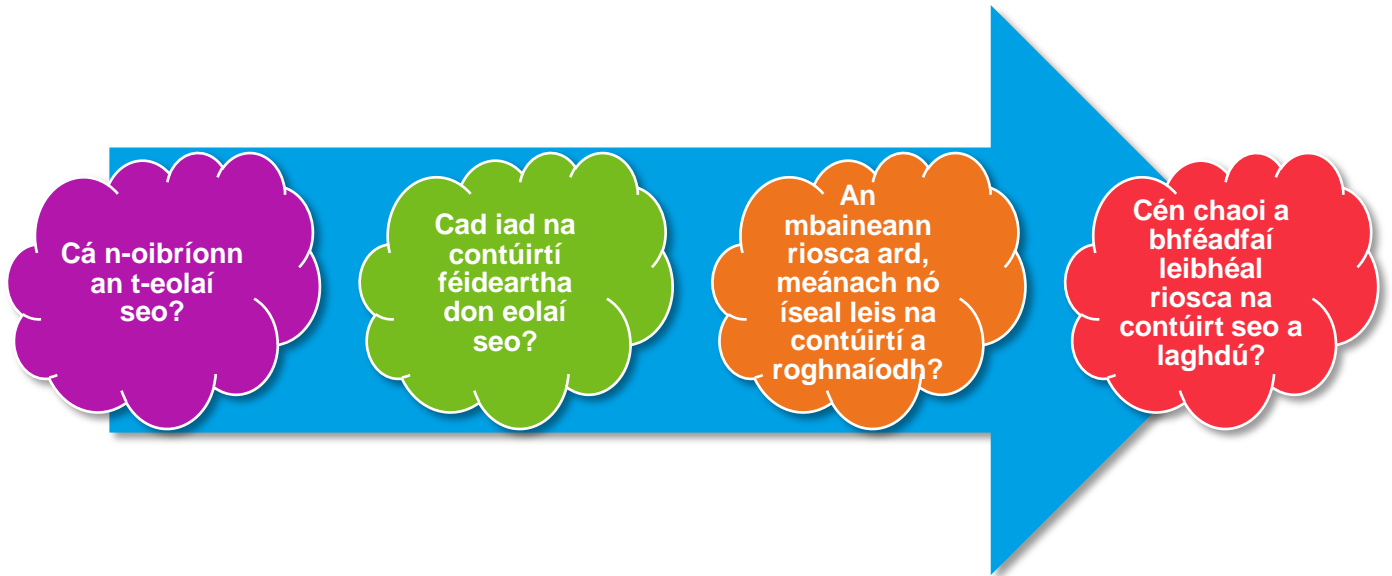 Cá n-oibríonn
an t-eolaí
seo?
Cad iad na
contúirtí
féideartha
don eolaí
seo?
An
mbaineann
riosca ard,
meánach nó
íseal leis na
contúirtí a
roghnaíodh?
Cén chaoi a
bhféadfaí
leibhéal
riosca na
contúirt seo a
laghdú?